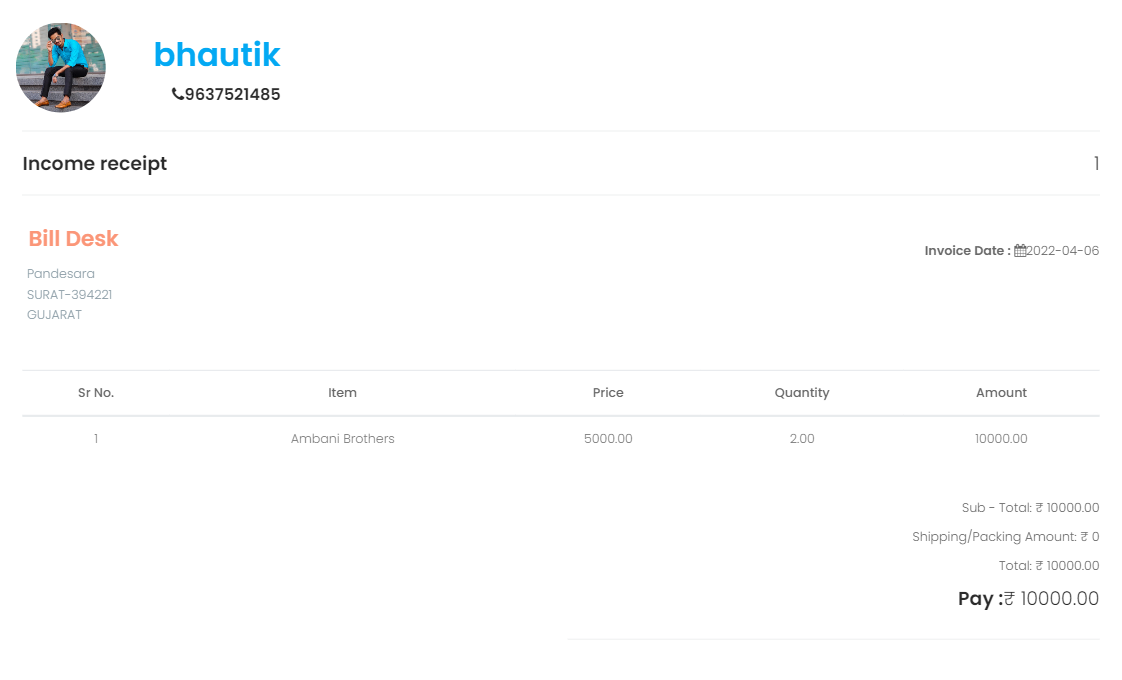 bhautik
9637521485
Income receipt 1
Bill Desk
Invoice Date : 2022-04-06
Pandesara
SURAT-394221
GUJARAT
Sr No. Item Price Quantity Amount
1 Ambani Brothers 5000.00 2.00 10000.00
Sub - Total: ₹ 10000.00
Shipping/Packing Amount: ₹ 0
Total: ₹ 10000.00
Pay :₹ 10000.00